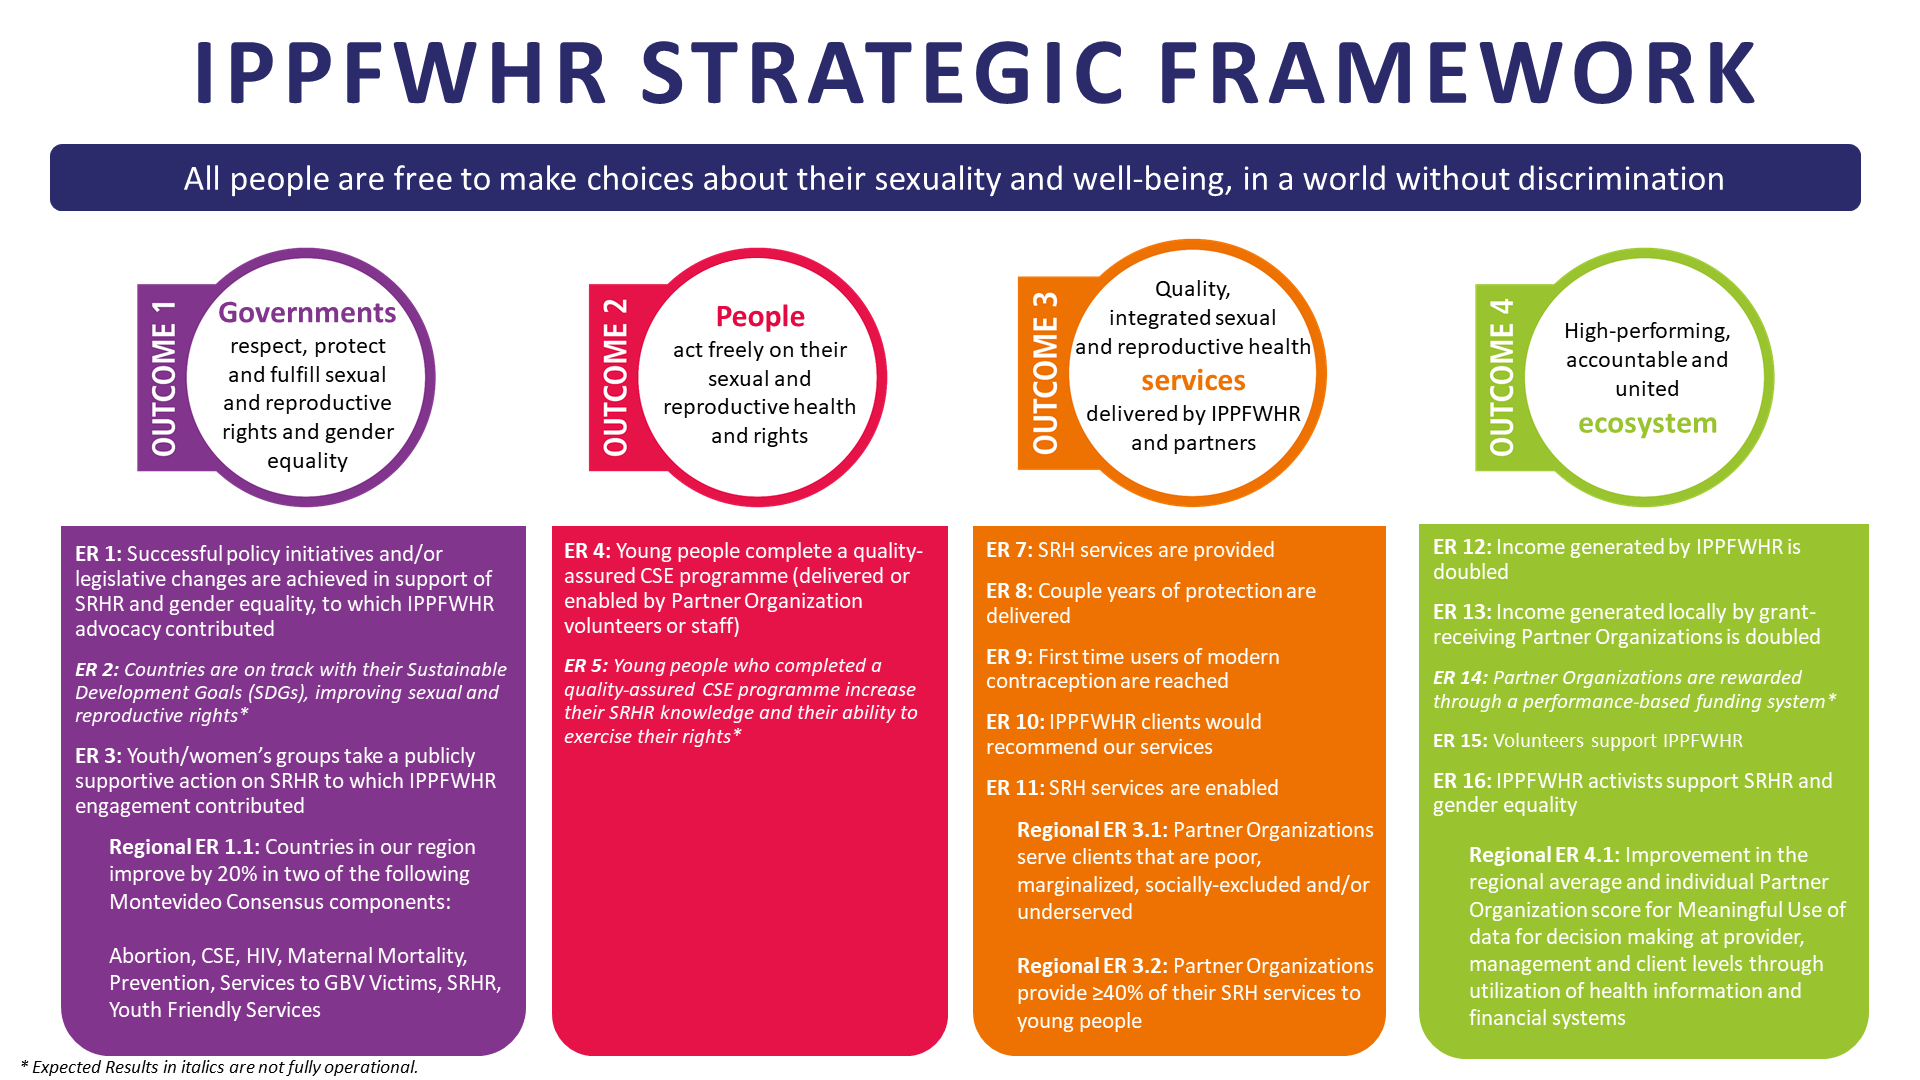 IPPFWHR STRATEGIC FRAMEWORK
All people are free to make choices about their sexuality and well-being, in a world without discrimination
OUTCOME 1
Governments
respect, protect
and fulfill sexual
and reproductive
rights and gender
equality
ER 1: Successful policy initiatives and/or
legislative changes are achieved in support of
SRHR and gender equality, to which IPPFWHR
advocacy contributed
ER 2: Countries are on track with their Sustainable
Development Goals (SDGs), improving sexual and
reproductive rights*
ER 3: Youth/women’s groups take a publicly
supportive action on SRHR to which IPPFWHR
engagement contributed
Regional ER 1.1: Countries in our region
improve by 20% in two of the following
Montevideo Consensus components:
Abortion, CSE, HIV, Maternal Mortality,
Prevention, Services to GBV Victims, SRHR,
Youth Friendly Services
OUTCOME 2
People
act freely on their
sexual and
reproductive health
and rights
ER 4: Young people complete a quality-
assured CSE programme (delivered or
enabled by Partner Organization
volunteers or staff)
ER 5: Young people who completed a
quality-assured CSE programme increase
their SRHR knowledge and their ability to
exercise their rights*
OUTCOME 3
Quality,
integrated sexual
and reproductive health
services
delivered by IPPFWHR
and partners
ER 7: SRH services are provided
ER 8: Couple years of protection are
delivered
ER 9: First time users of modern
contraception are reached
ER 10: IPPFWHR clients would
recommend our services
ER 11: SRH services are enabled
Regional ER 3.1: Partner Organizations
serve clients that are poor,
marginalized, socially-excluded and/or
underserved
Regional ER 3.2: Partner Organizations
provide ≥40% of their SRH services to
young people
OUTCOME 4
High-performing,
accountable and
united
ecosystem
ER 12: Income generated by IPPFWHR is
doubled
ER 13: Income generated locally by grant-
receiving Partner Organizations is doubled
ER 14: Partner Organizations are rewarded
through a performance-based funding system*
ER 15: Volunteers support IPPFWHR
ER 16: IPPFWHR activists support SRHR and
gender equality
Regional ER 4.1: Improvement in the
regional average and individual Partner
Organization score for Meaningful Use of
data for decision making at provider,
management and client levels through
utilization of health information and
financial systems
* Expected Results in italics are not fully operational.